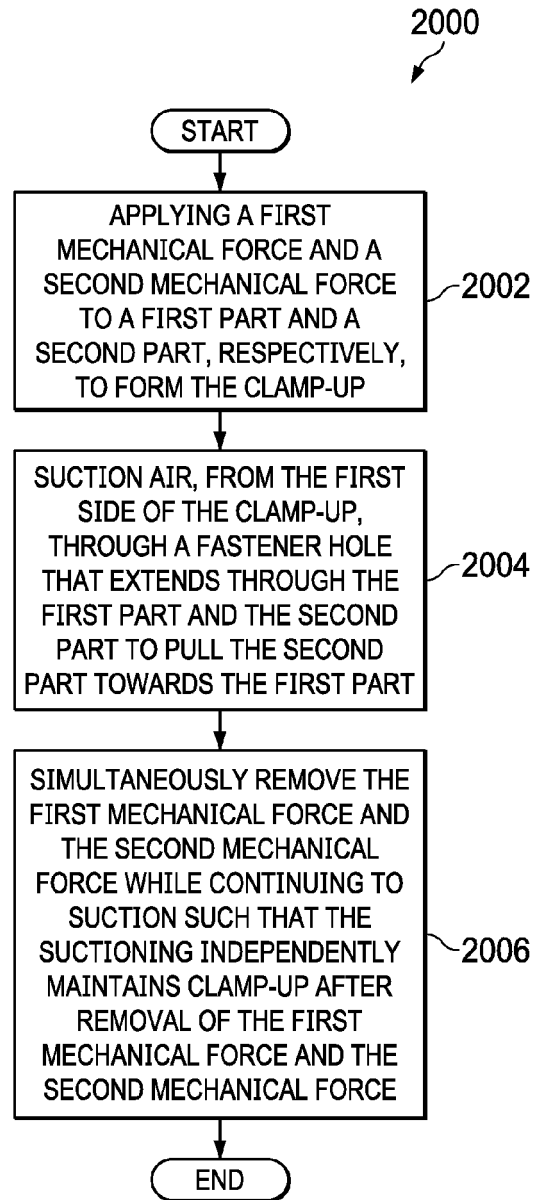 2000
START
APPLYING A FIRST
MECHANICAL FORCE AND A
SECOND MECHANICAL FORCE
TO A FIRST PART AND A
SECOND PART, RESPECTIVELY,
TO FORM THE CLAMP-UP
2002
SUCTION AIR, FROM THE FIRST
SIDE OF THE CLAMP-UP,
THROUGH A FASTENER HOLE
THAT EXTENDS THROUGH THE
FIRST PART AND THE SECOND
PART TO PULL THE SECOND
PART TOWARDS THE FIRST PART
2004
SIMULTANEOUSLY REMOVE THE
FIRST MECHANICAL FORCE AND
THE SECOND MECHANICAL
FORCE WHILE CONTINUING TO
SUCTION SUCH THAT THE
SUCTIONING INDEPENDENTLY
MAINTAINS CLAMP-UP AFTER
REMOVAL OF THE FIRST
MECHANICAL FORCE AND THE
SECOND MECHANICAL FORCE
2006
END